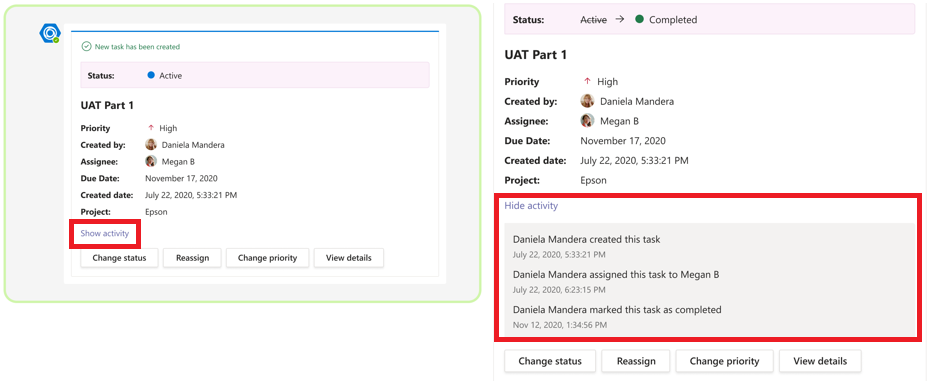 New task has been created
Status: Active
UAT Part 1
Priority ↑ High
Created by: Daniela Mandera
Assignee: Megan B
Due Date: November 17, 2020
Created date: July 22, 2020, 5:33:21 PM
Project: Epson
Show activity
Change status Reassign Change priority View details
Status: Active → Completed
UAT Part 1
Priority ↑ High
Created by: Daniela Mandera
Assignee: Megan B
Due Date: November 17, 2020
Created date: July 22, 2020, 5:33:21 PM
Project: Epson
Hide activity
Daniela Mandera created this task
July 22, 2020, 5:33:21 PM
Daniela Mandera assigned this task to Megan B
July 22, 2020, 6:23:15 PM
Daniela Mandera marked this task as completed
Nov 12, 2020, 1:34:56 PM
Change status Reassign Change priority View details